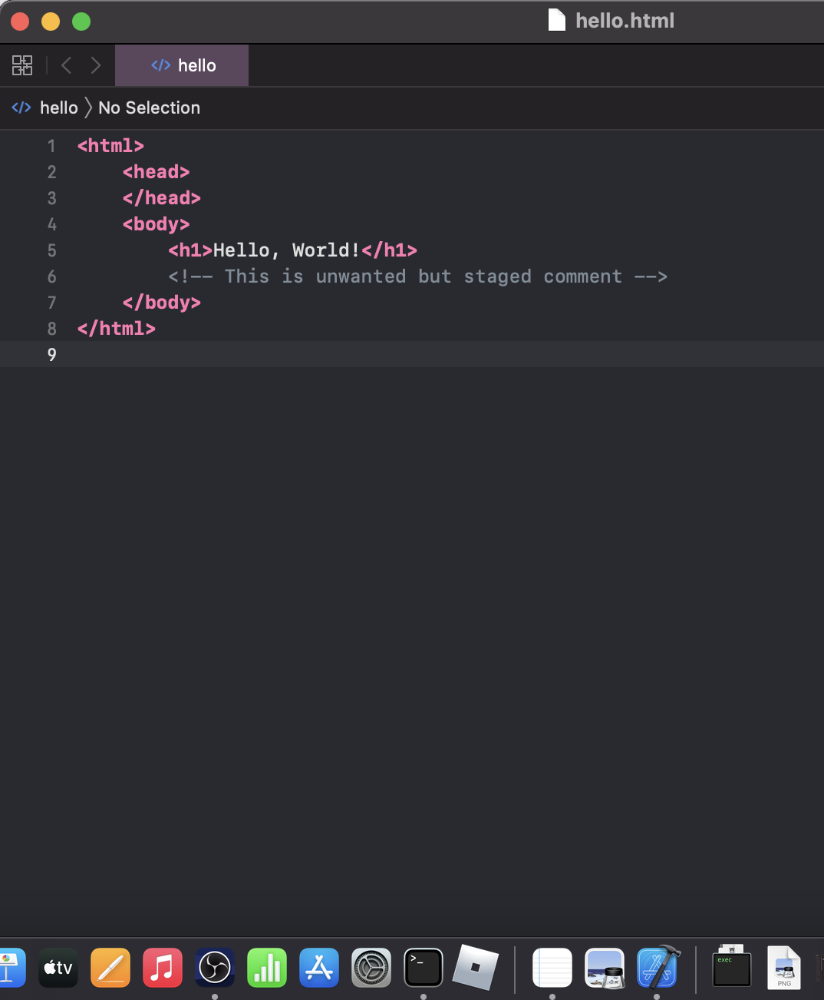 hello.html
</> hello
</> hello 〉 No Selection
1 <html>
2     <head>
3     </head>
4     <body>
5         <h1>Hello, World!</h1>
6         <!-- This is unwanted but staged comment -->
7     </body>
8 </html>
9
tv
>_
exec
PNG